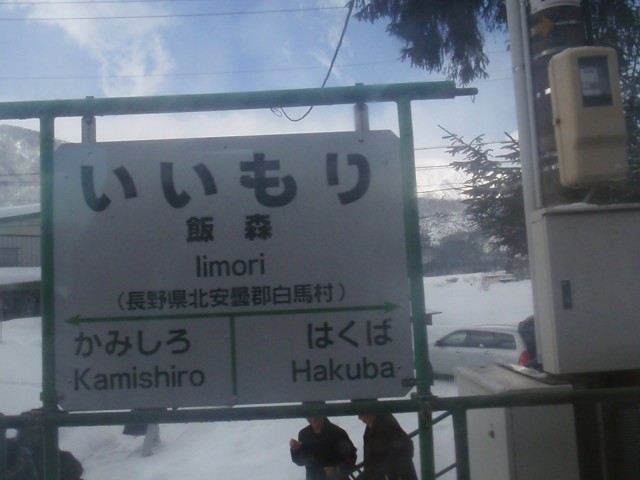 いいもり
飯森
Iimori
(長野県北安曇郡白馬村)
かみしろ はくば
Kamishiro Hakuba